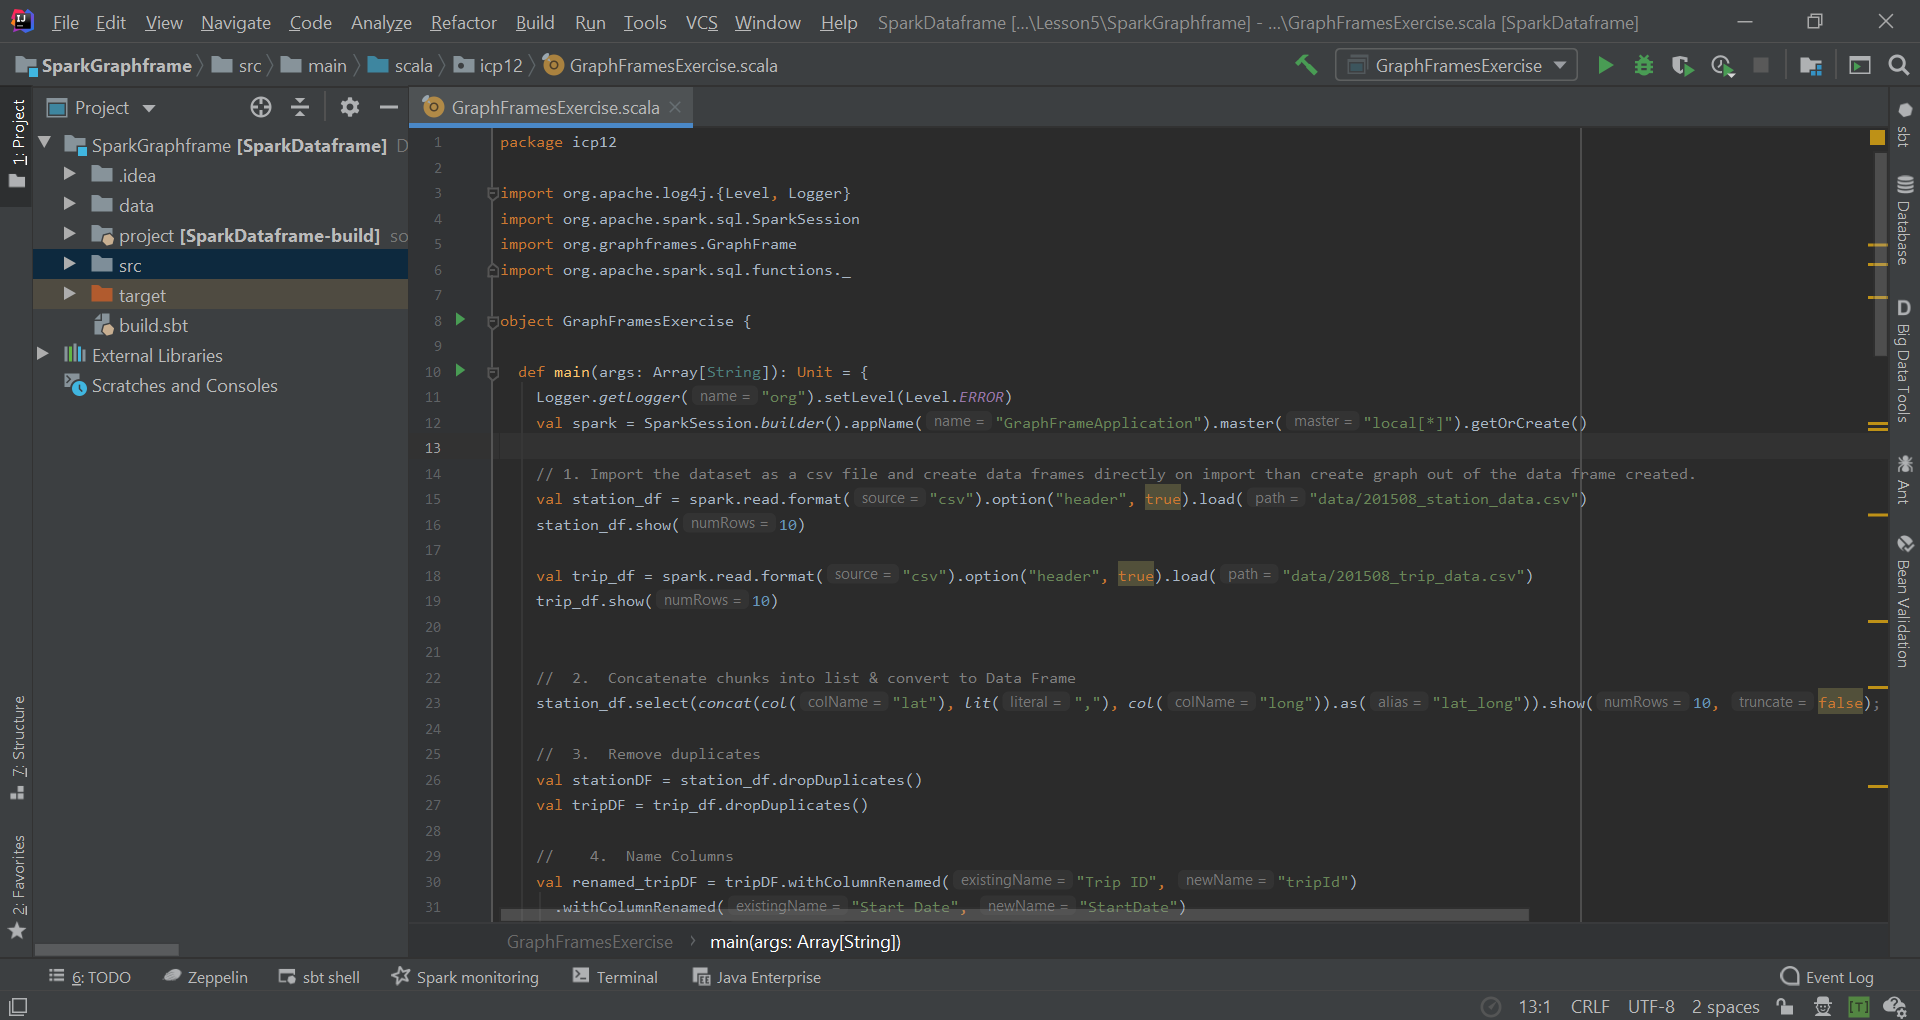 File Edit View Navigate Code Analyze Refactor Build Run Tools VCS Window Help SparkDataframe [...\Lesson5\SparkGraphframe] - ...\GraphFramesExercise.scala [SparkDataframe]
SparkGraphframe src main scala icp12 GraphFramesExercise.scala GraphFramesExercise
Project
GraphFramesExercise.scala
1: Project
7: Structure
2: Favorites
SparkGraphframe [SparkDataframe] D
.idea
data
project [SparkDataframe-build] so
src
target
build.sbt
External Libraries
Scratches and Consoles
1 package icp12
2
3 import org.apache.log4j.{Level, Logger}
4 import org.apache.spark.sql.SparkSession
5 import org.graphframes.GraphFrame
6 import org.apache.spark.sql.functions._
7
8 object GraphFramesExercise {
9
10 def main(args: Array[String]): Unit = {
11 Logger.getLogger( name = "org").setLevel(Level.ERROR)
12 val spark = SparkSession.builder().appName( name = "GraphFrameApplication").master( master = "local[*]").getOrCreate()
13
14 // 1. Import the dataset as a csv file and create data frames directly on import than create graph out of the data frame created.
15 val station_df = spark.read.format( source = "csv").option("header", true).load( path = "data/201508_station_data.csv")
16 station_df.show( numRows = 10)
17
18 val trip_df = spark.read.format( source = "csv").option("header", true).load( path = "data/201508_trip_data.csv")
19 trip_df.show( numRows = 10)
20
21
22 // 2. Concatenate chunks into list & convert to Data Frame
23 station_df.select(concat(col( colName = "lat"), lit( literal = ","), col( colName = "long")).as( alias = "lat_long")).show( numRows = 10, truncate = false);
24
25 // 3. Remove duplicates
26 val stationDF = station_df.dropDuplicates()
27 val tripDF = trip_df.dropDuplicates()
28
29 // 4. Name Columns
30 val renamed_tripDF = tripDF.withColumnRenamed( existingName = "Trip ID", newName = "tripId")
31 .withColumnRenamed( existingName = "Start Date", newName = "StartDate")
sbt
Database
D Big Data Tools
Ant
Bean Validation
GraphFramesExercise main(args: Array[String])
6: TODO Zeppelin sbt shell Spark monitoring Terminal Java Enterprise Event Log
13:1 CRLF UTF-8 2 spaces [T]